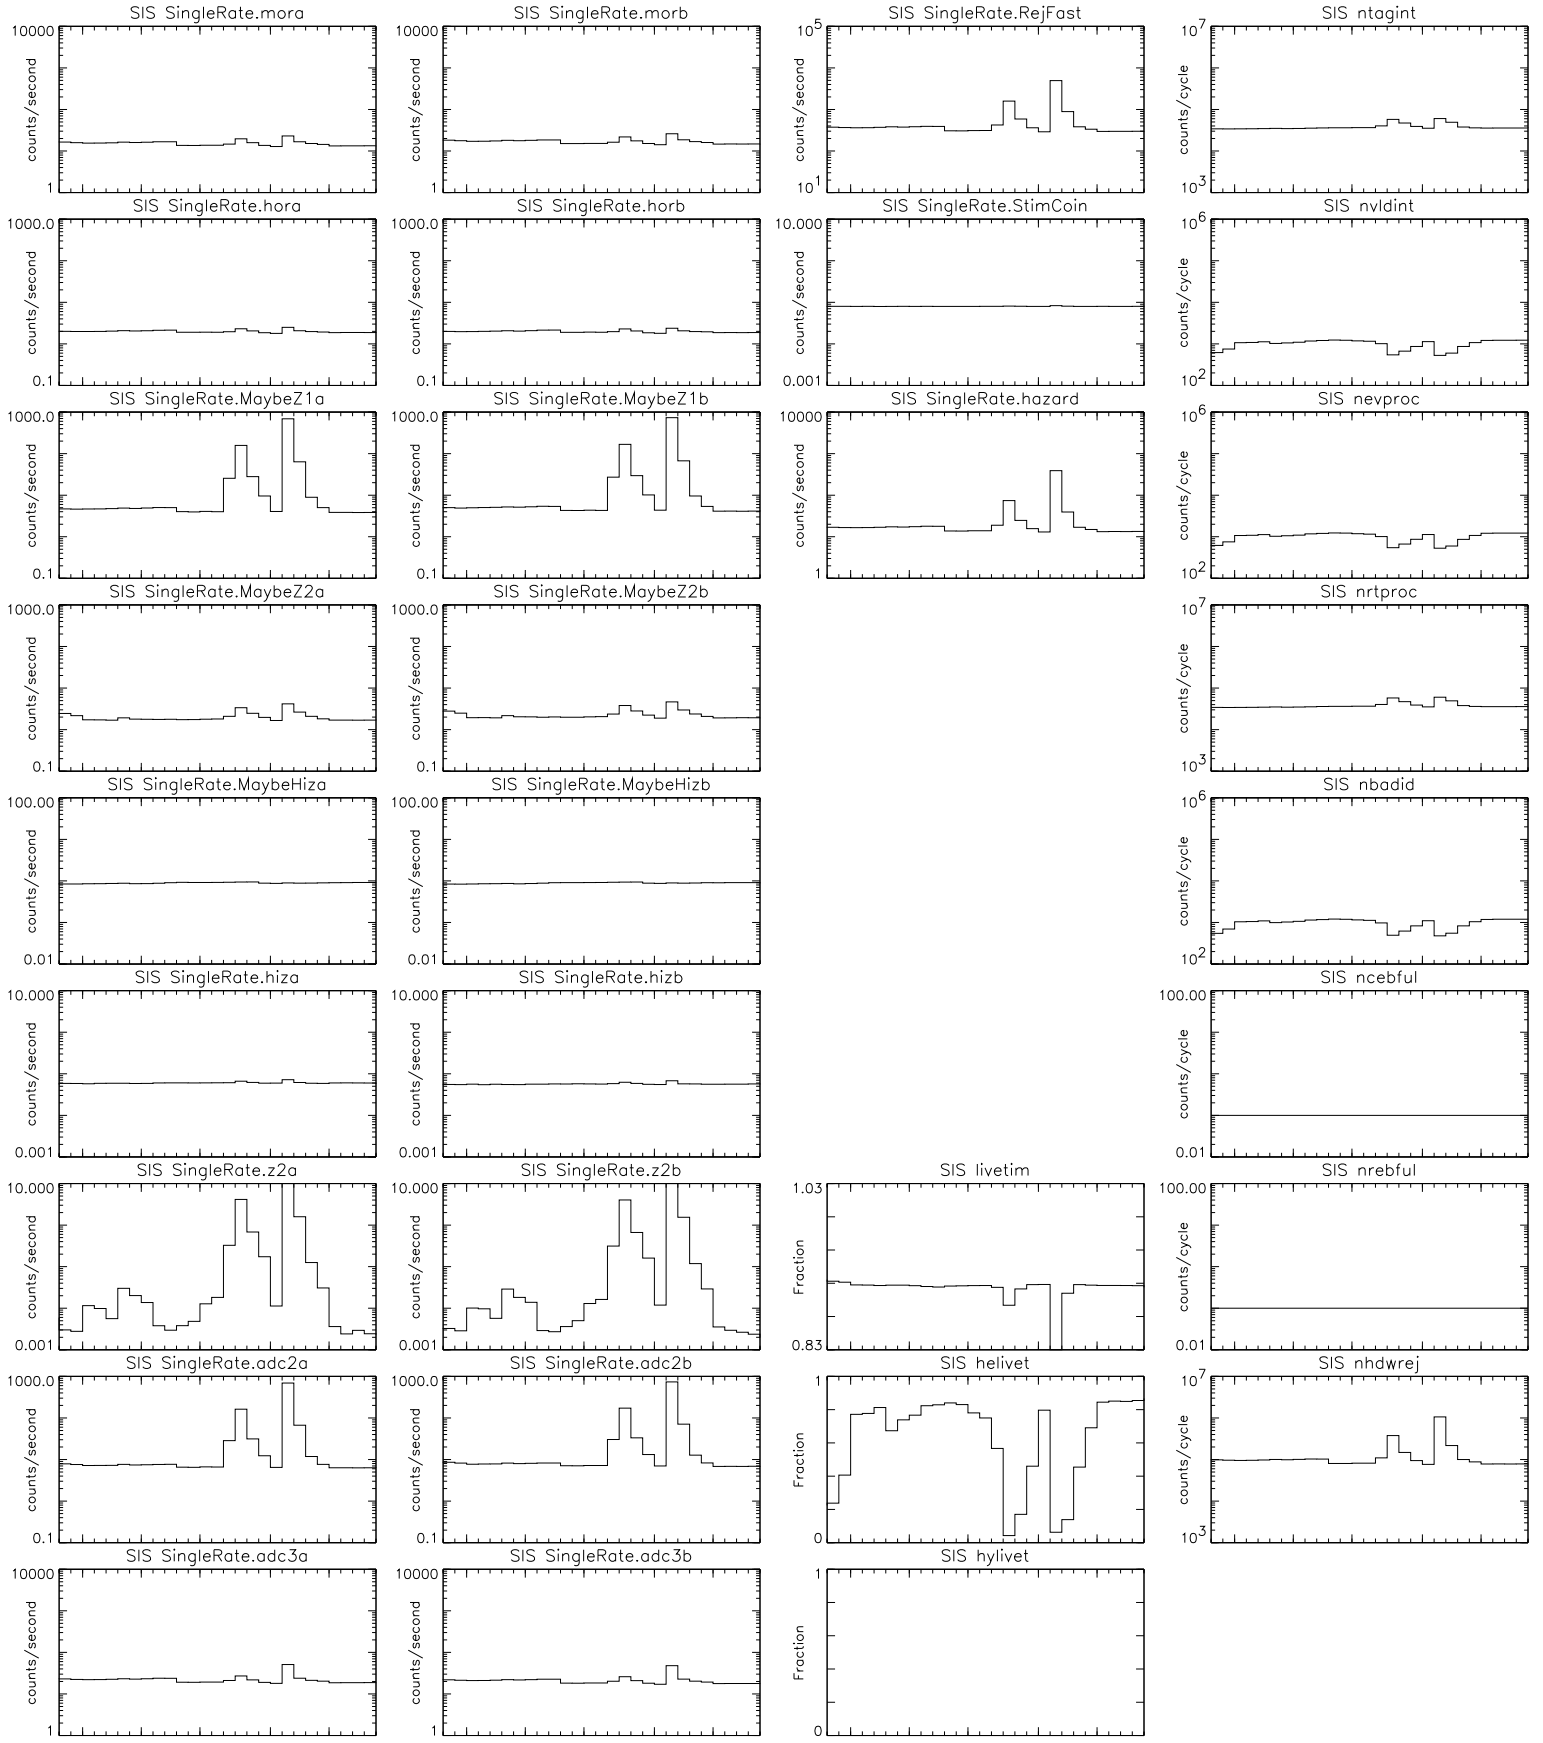 SIS SingleRate.mora
10000
counts/second
1
SIS SingleRate.morb
10000
counts/second
1
SIS SingleRate.RejFast
10^5
counts/second
10^1
SIS ntagint
10^7
counts/cycle
10^3
SIS SingleRate.hora
1000.0
counts/second
0.1
SIS SingleRate.horb
1000.0
counts/second
0.1
SIS SingleRate.StimCoin
10.000
counts/second
0.001
SIS nvldint
10^6
counts/cycle
10^2
SIS SingleRate.MaybeZ1a
1000.0
counts/second
0.1
SIS SingleRate.MaybeZ1b
1000.0
counts/second
0.1
SIS SingleRate.hazard
10000
counts/second
1
SIS nevproc
10^6
counts/cycle
10^2
SIS SingleRate.MaybeZ2a
1000.0
counts/second
0.1
SIS SingleRate.MaybeZ2b
1000.0
counts/second
0.1
SIS nrtproc
10^7
counts/cycle
10^3
SIS SingleRate.MaybeHiza
100.00
counts/second
0.01
SIS SingleRate.MaybeHizb
100.00
counts/second
0.01
SIS nbadid
10^6
counts/cycle
10^2
SIS SingleRate.hiza
10.000
counts/second
0.001
SIS SingleRate.hizb
10.000
counts/second
0.001
SIS ncebful
100.00
counts/cycle
0.01
SIS SingleRate.z2a
10.000
counts/second
0.001
SIS SingleRate.z2b
10.000
counts/second
0.001
SIS livetim
1.03
Fraction
0.83
SIS nrebful
100.00
counts/cycle
0.01
SIS SingleRate.adc2a
1000.0
counts/second
0.1
SIS SingleRate.adc2b
1000.0
counts/second
0.1
SIS helivet
1
Fraction
0
SIS nhdwrej
10^7
counts/cycle
10^3
SIS SingleRate.adc3a
10000
counts/second
1
SIS SingleRate.adc3b
10000
counts/second
1
SIS hylivet
1
Fraction
0